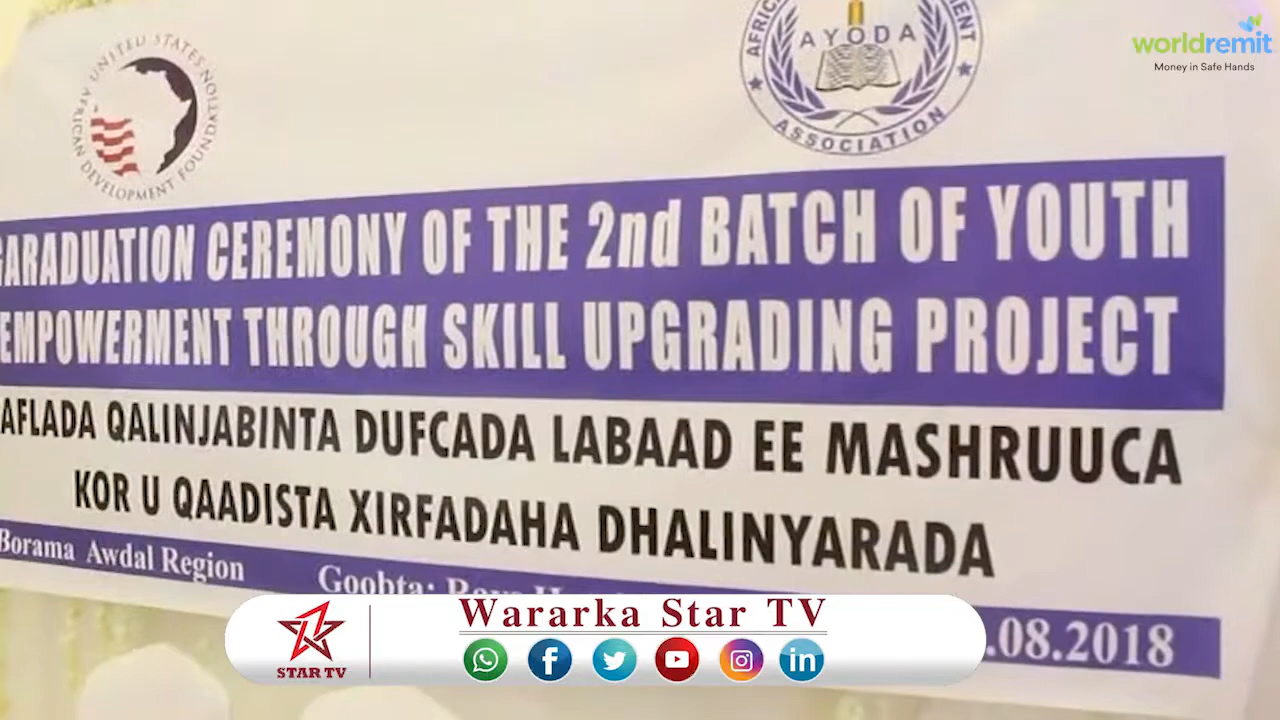 worldremit
Money in Safe Hands
UNITED STATES
AFRICAN DEVELOPMENT FOUNDATION
AYODA
ASSOCIATION
GARADUATION CEREMONY OF THE 2nd BATCH OF YOUTH
EMPOWERMENT THROUGH SKILL UPGRADING PROJECT
AFLADA QALINJABINTA DUFCADA LABAAD EE MASHRUUCA
KOR U QAADISTA XIRFADAHA DHALINYARADA
Borama Awdal Region Goobta: .08.2018
STAR TV
Wararka Star TV